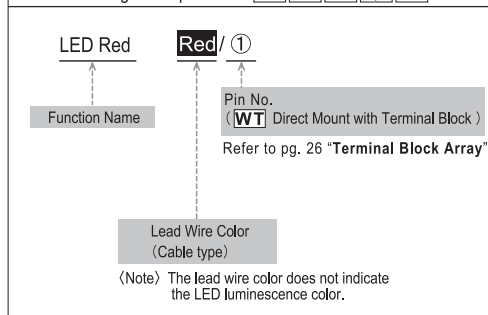 LED Red Red/ ①
Function Name
Pin No.
( WT Direct Mount with Terminal Block )
Refer to pg. 26 “Terminal Block Array”
Lead Wire Color
(Cable type)
〈Note〉 The lead wire color does not indicate
the LED luminescence color.